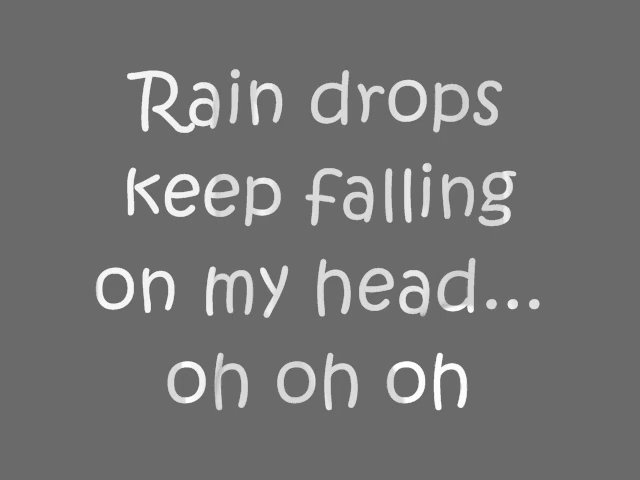 Rain drops
keep falling
on my head...
oh oh oh